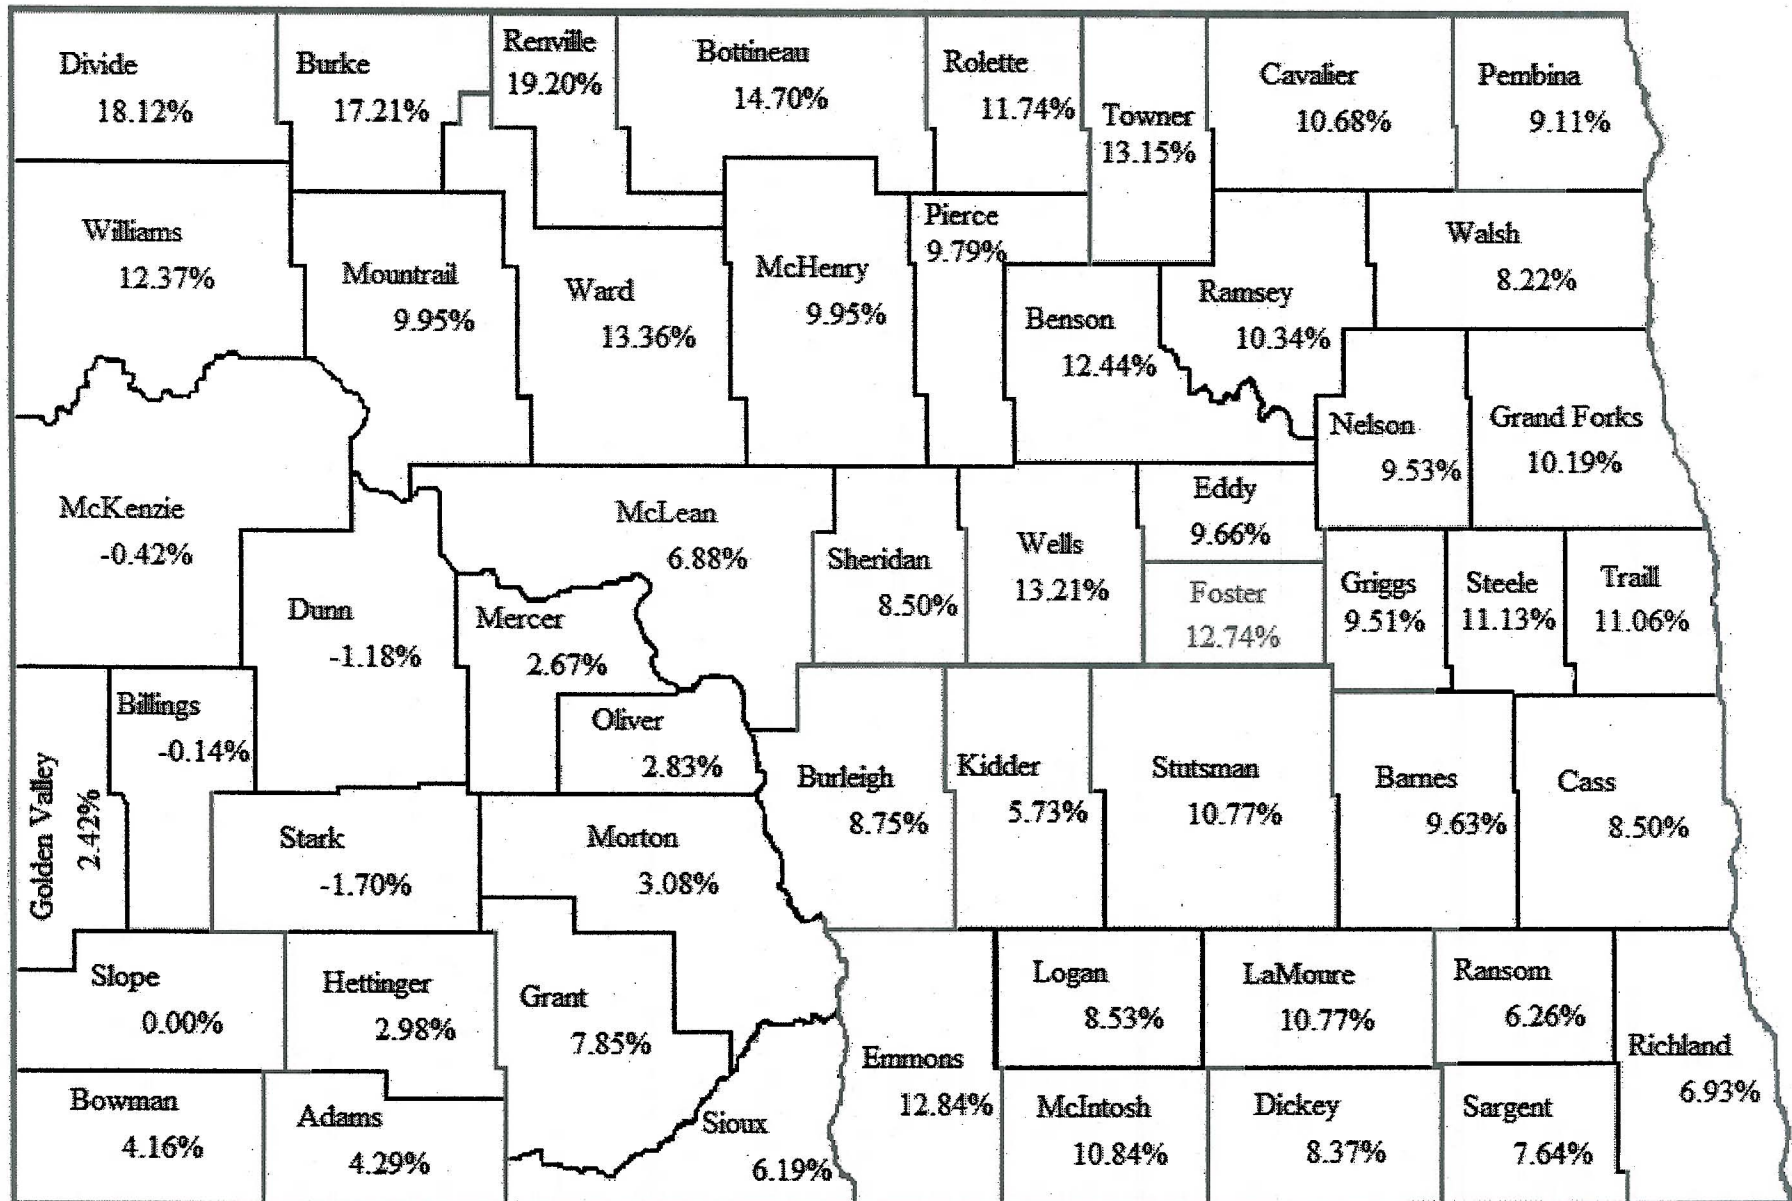 Divide
18.12%
Burke
17.21%
Renville
19.20%
Bottineau
14.70%
Rolette
11.74%
Towner
13.15%
Cavalier
10.68%
Pembina
9.11%
Williams
12.37%
Mountrail
9.95%
Ward
13.36%
McHenry
9.95%
Pierce
9.79%
Benson
12.44%
Ramsey
10.34%
Walsh
8.22%
McKenzie
-0.42%
Dunn
-1.18%
McLean
6.88%
Mercer
2.67%
Oliver
2.83%
Sheridan
8.50%
Wells
13.21%
Eddy
9.66%
Foster
12.74%
Nelson
9.53%
Grand Forks
10.19%
Griggs
9.51%
Steele
11.13%
Traill
11.06%
Golden Valley
2.42%
Billings
-0.14%
Stark
-1.70%
Morton
3.08%
Burleigh
8.75%
Kidder
5.73%
Stutsman
10.77%
Barnes
9.63%
Cass
8.50%
Slope
0.00%
Hettinger
2.98%
Grant
7.85%
Bowman
4.16%
Adams
4.29%
Sioux
6.19%
Emmons
12.84%
Logan
8.53%
LaMoure
10.77%
Ransom
6.26%
Richland
6.93%
McIntosh
10.84%
Dickey
8.37%
Sargent
7.64%